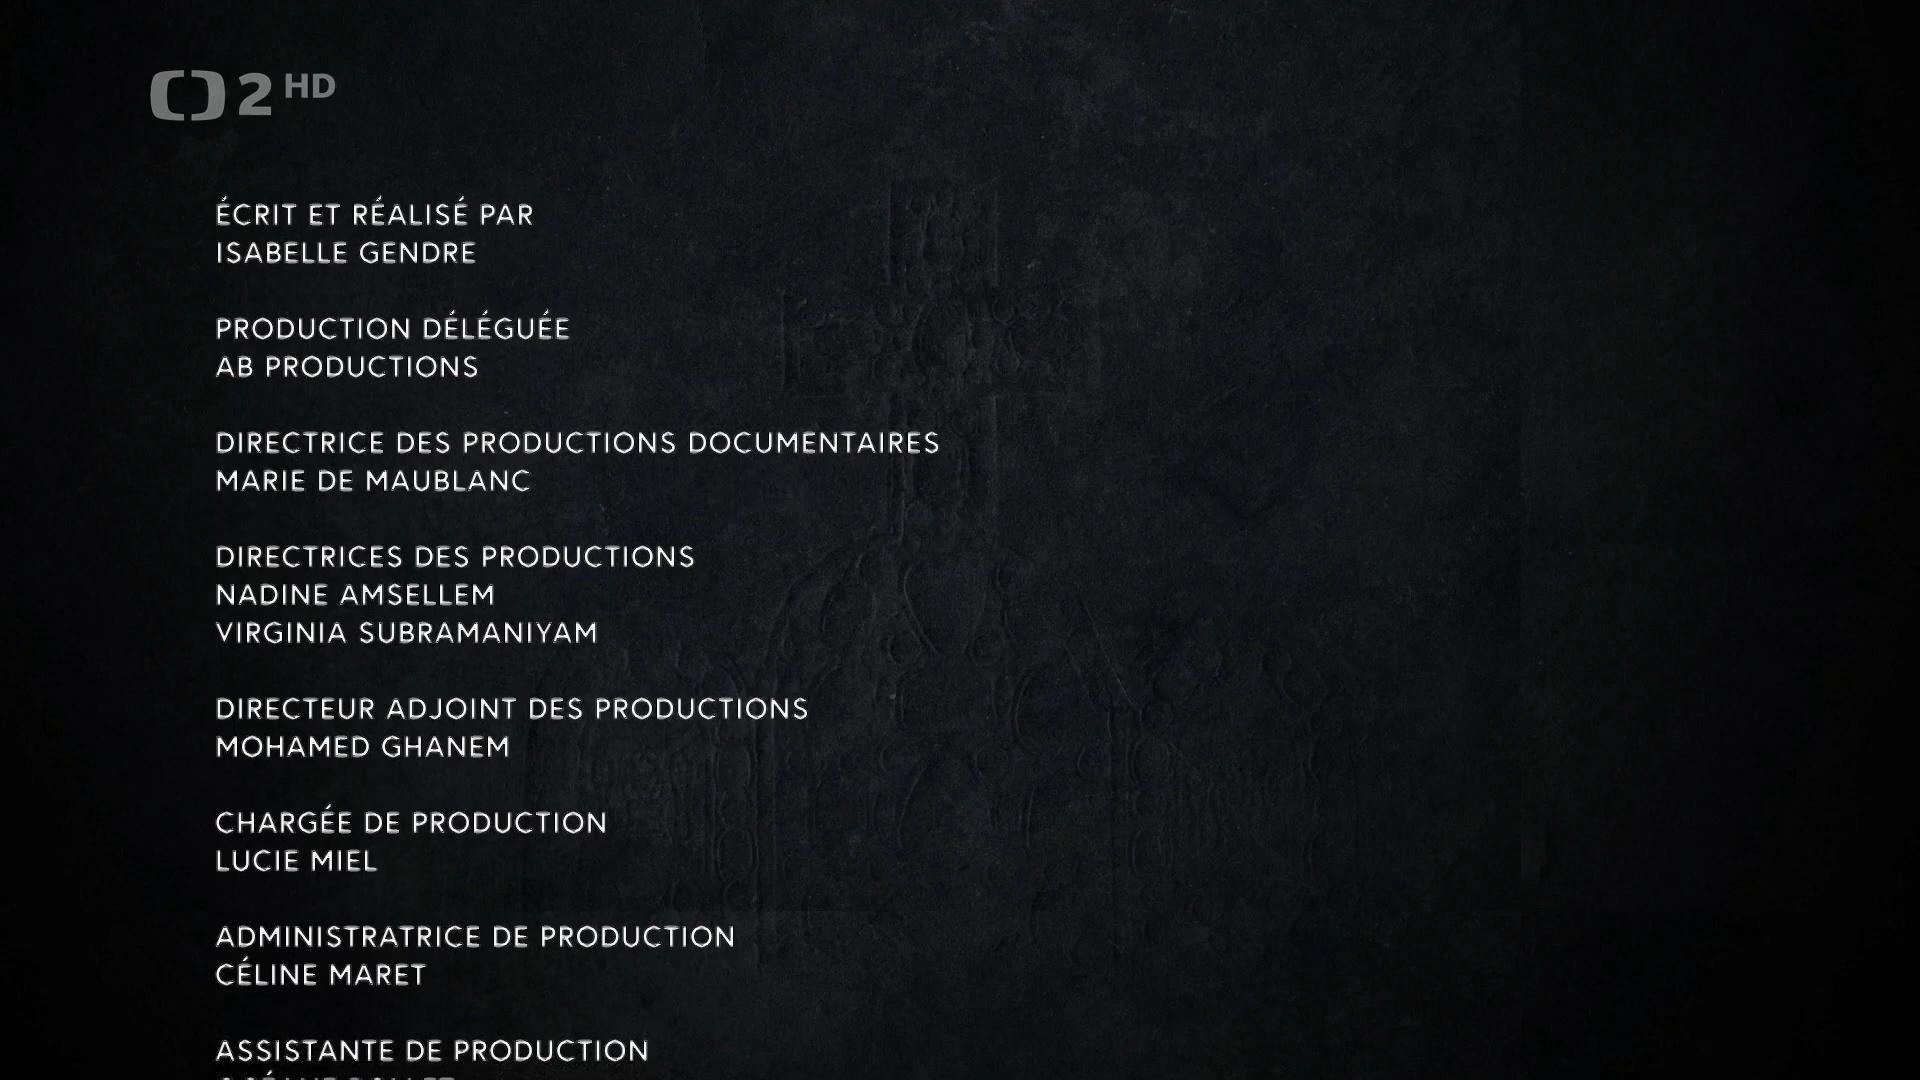 2 HD
ÉCRIT ET RÉALISÉ PAR
ISABELLE GENDRE
PRODUCTION DÉLÉGUÉE
AB PRODUCTIONS
DIRECTRICE DES PRODUCTIONS DOCUMENTAIRES
MARIE DE MAUBLANC
DIRECTRICES DES PRODUCTIONS
NADINE AMSELLEM
VIRGINIA SUBRAMANIYAM
DIRECTEUR ADJOINT DES PRODUCTIONS
MOHAMED GHANEM
CHARGÉE DE PRODUCTION
LUCIE MIEL
ADMINISTRATRICE DE PRODUCTION
CÉLINE MARET
ASSISTANTE DE PRODUCTION